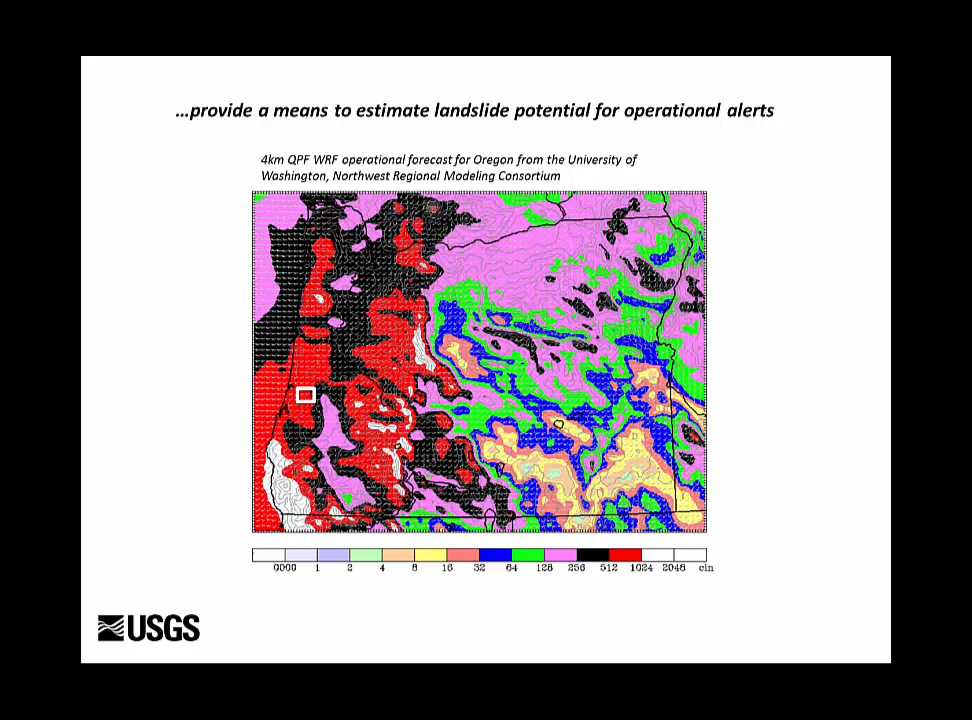 …provide a means to estimate landslide potential for operational alerts
4km QPF WRF operational forecast for Oregon from the University of
Washington, Northwest Regional Modeling Consortium
0000 1 2 4 8 16 32 64 128 256 512 1024 2048 cin
USGS